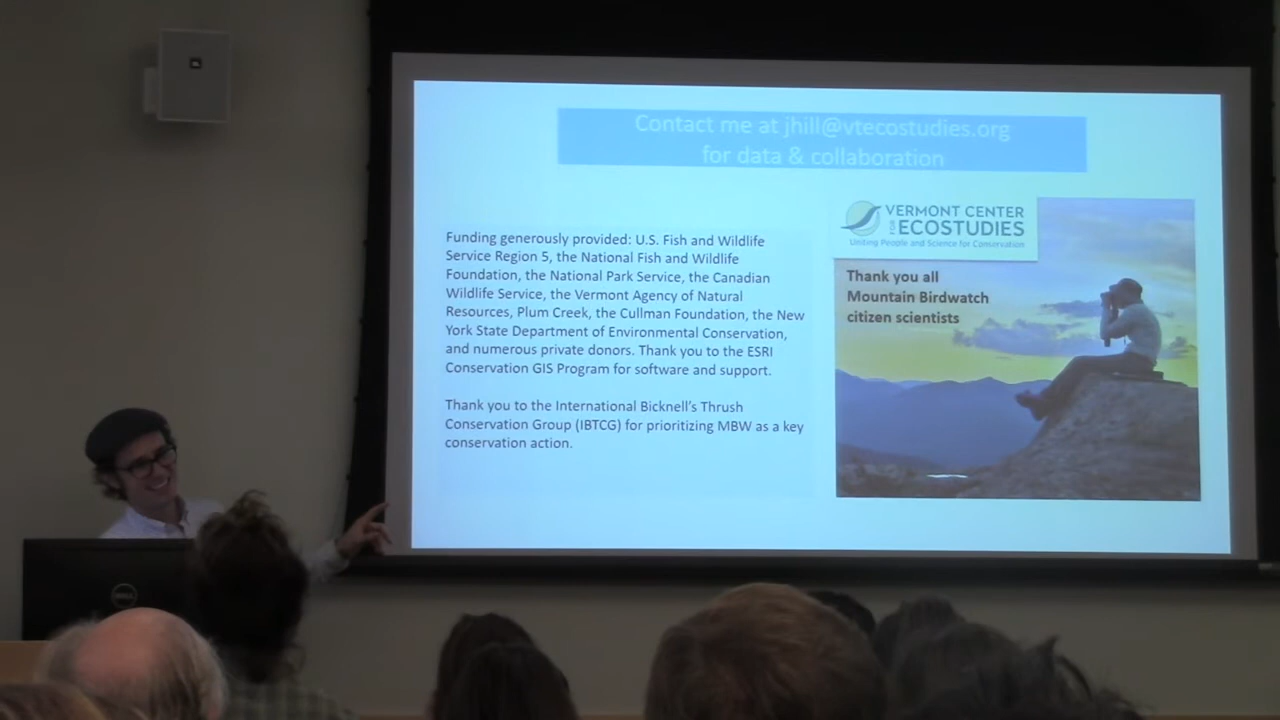 Contact me at jhill@vtecostudies.org
for data & collaboration
VERMONT CENTER
FOR ECOSTUDIES
Uniting People and Science for Conservation
Funding generously provided: U.S. Fish and Wildlife
Service Region 5, the National Fish and Wildlife
Foundation, the National Park Service, the Canadian
Wildlife Service, the Vermont Agency of Natural
Resources, Plum Creek, the Cullman Foundation, the New
York State Department of Environmental Conservation,
and numerous private donors. Thank you to the ESRI
Conservation GIS Program for software and support.
Thank you to the International Bicknell's Thrush
Conservation Group (IBTCG) for prioritizing MBW as a key
conservation action.
Thank you all
Mountain Birdwatch
citizen scientists
JBL
DELL